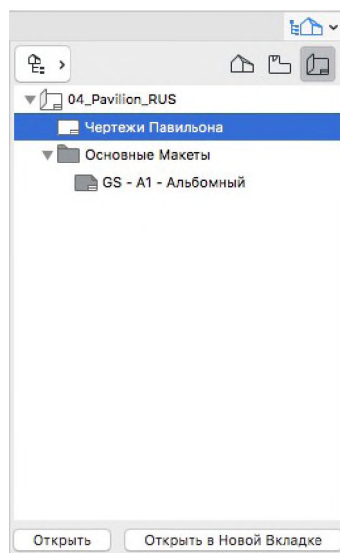 04_Pavilion_RUS
Чертежи Павильона
Основные Макеты
GS - A1 - Альбомный
Открыть
Открыть в Новой Вкладке